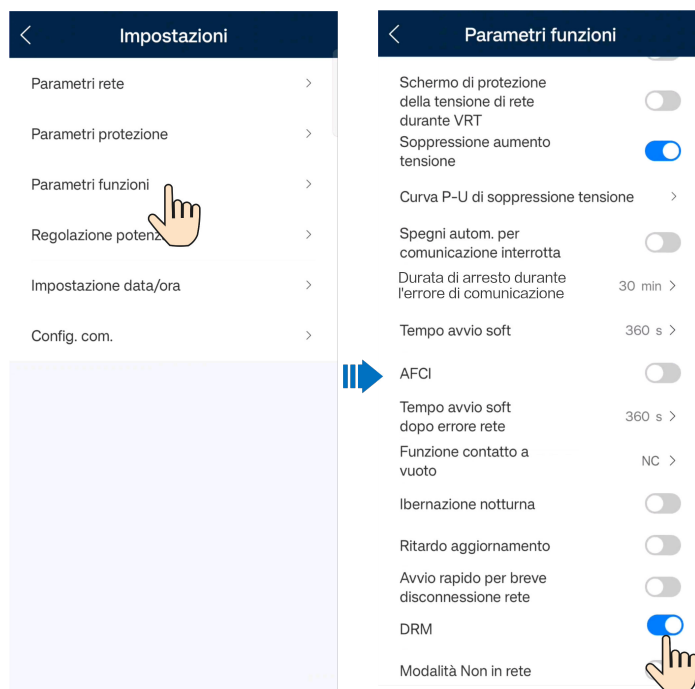 Impostazioni
Parametri rete
Parametri protezione
Parametri funzioni
Regolazione
Impostazione data/ora
Config. com.
Parametri funzioni
Schermo di protezione
della tensione di rete
durante VRT
Soppressione aumento
tensione
Curva P-U di soppressione tensione
Spegni autom. per
comunicazione interrotta
Durata di arresto durante
l'errore di comunicazione
30 min
Tempo avvio soft
360 s
AFCI
Tempo avvio soft
dopo errore rete
360 s
Funzione contatto a
vuoto
NC
Ibernazione notturna
Ritardo aggiornamento
Avvio rapido per breve
disconnessione rete
DRM
Modalità Non in rete